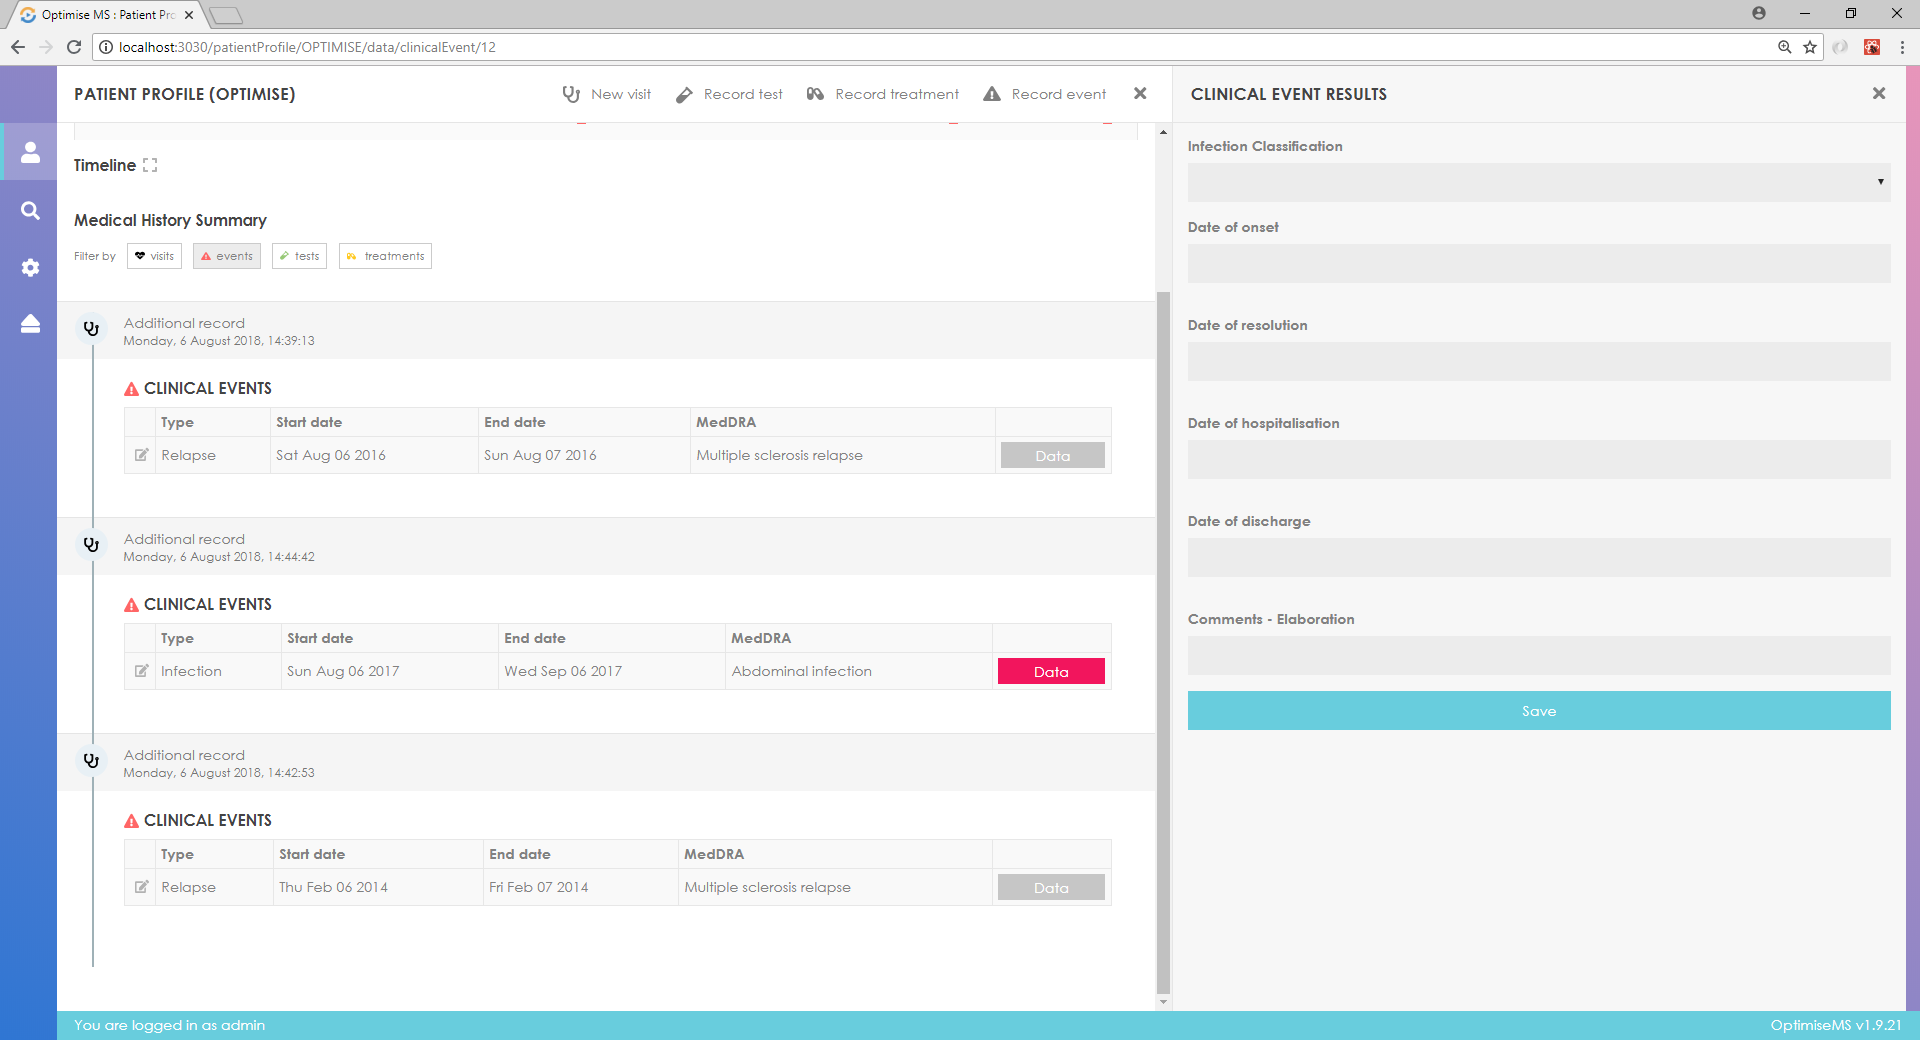 Optimise MS : Patient Pro
localhost:3030/patientProfile/OPTIMISE/data/clinicalEvent/12
PATIENT PROFILE (OPTIMISE)
New visit
Record test
Record treatment
Record event
Timeline
Medical History Summary
Filter by visits events tests treatments
Additional record
Monday, 6 August 2018, 14:39:13
CLINICAL EVENTS
Type Start date End date MedDRA
Relapse Sat Aug 06 2016 Sun Aug 07 2016 Multiple sclerosis relapse Data
Additional record
Monday, 6 August 2018, 14:44:42
CLINICAL EVENTS
Type Start date End date MedDRA
Infection Sun Aug 06 2017 Wed Sep 06 2017 Abdominal infection Data
Additional record
Monday, 6 August 2018, 14:42:53
CLINICAL EVENTS
Type Start date End date MedDRA
Relapse Thu Feb 06 2014 Fri Feb 07 2014 Multiple sclerosis relapse Data
CLINICAL EVENT RESULTS
Infection Classification
Date of onset
Date of resolution
Date of hospitalisation
Date of discharge
Comments - Elaboration
Save
You are logged in as admin
OptimiseMS v1.9.21